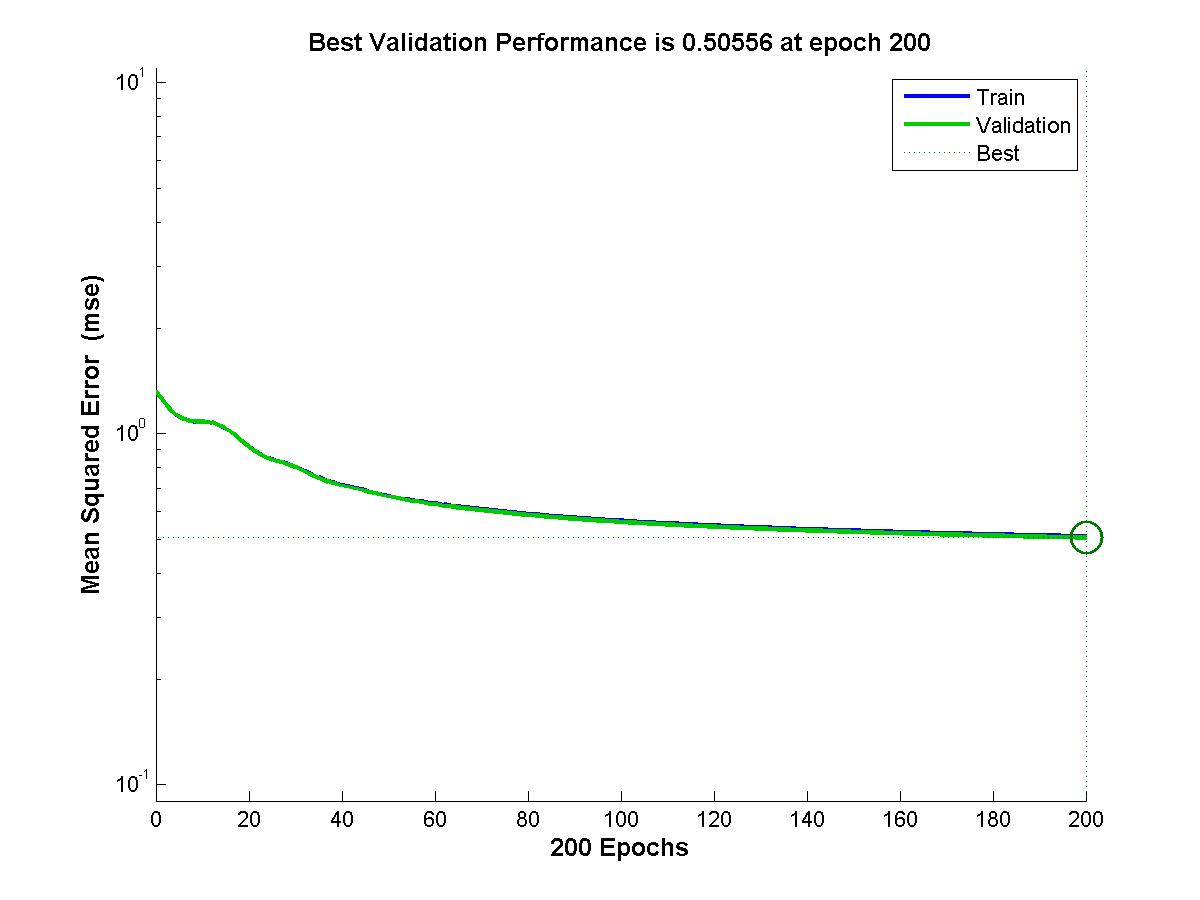 Best Validation Performance is 0.50556 at epoch 200
10^1
Train
Validation
Best
Mean Squared Error (mse)
10^0
10^-1
0 20 40 60 80 100 120 140 160 180 200
200 Epochs